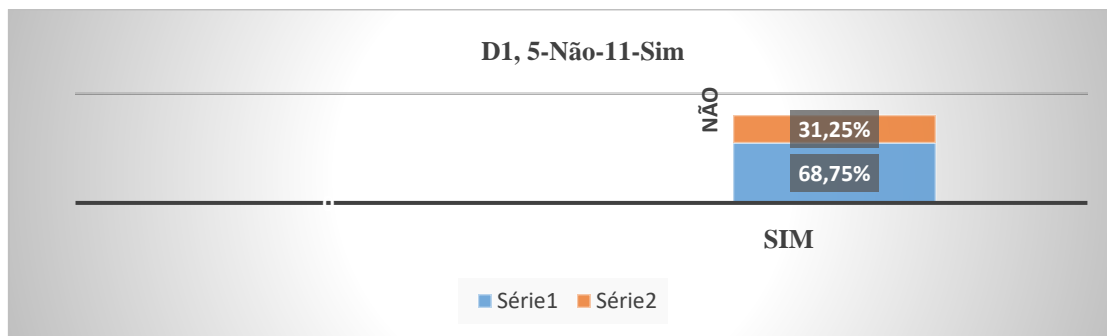 D1, 5-Não-11-Sim
NÃO
31,25%
68,75%
SIM
Série1 Série2